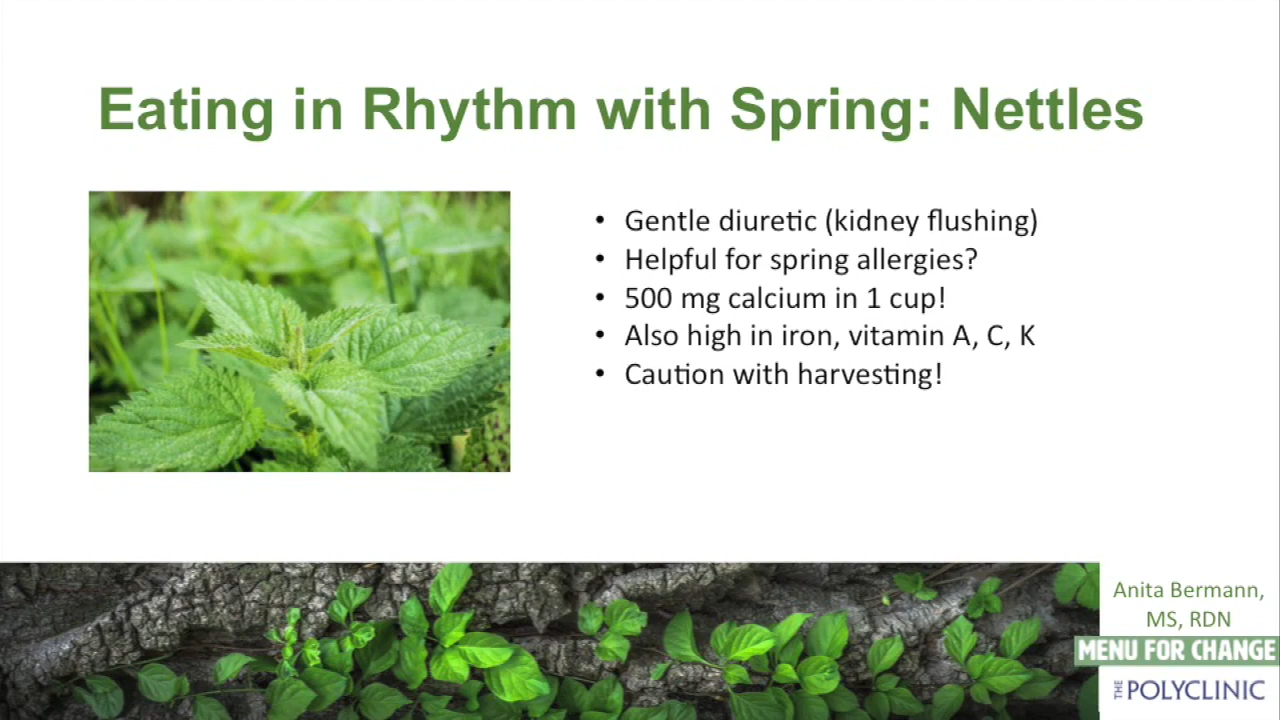 Eating in Rhythm with Spring: Nettles
• Gentle diuretic (kidney flushing)
• Helpful for spring allergies?
• 500 mg calcium in 1 cup!
• Also high in iron, vitamin A, C, K
• Caution with harvesting!
Anita Bermann,
MS, RDN
MENU FOR CHANGE
THE POLYCLINIC